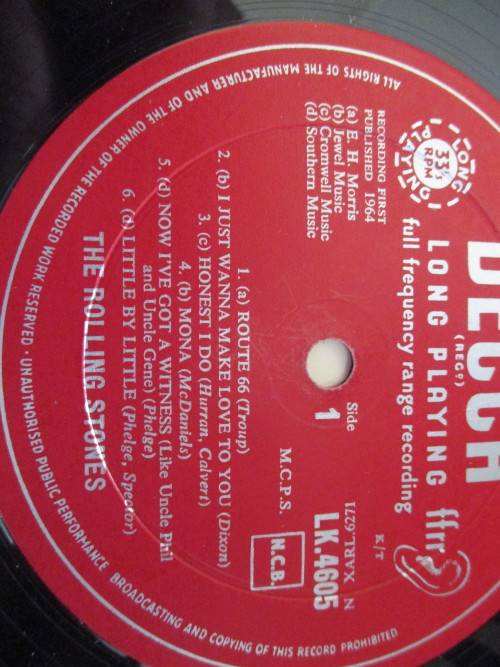 DECCA
(REGD)
LONG PLAYING
full frequency range recording
ffrr
LONG PLAYING
33⅓
RPM
K/T
RECORDING FIRST
PUBLISHED 1964
(a) E. H. Morris
(b) Jewel Music
(c) Cromwell Music
(d) Southern Music
N XARL.6271
LK.4605
Side
1
N.C.B.
M.C.P.S.
1. (a) ROUTE 66 (Troup)
2. (b) I JUST WANNA MAKE LOVE TO YOU (Dixon)
3. (c) HONEST I DO (Hurran, Calvert)
4. (b) MONA (McDaniels)
5. (d) NOW I'VE GOT A WITNESS (Like Uncle Phil
and Uncle Gene) (Phelge)
6. (d) LITTLE BY LITTLE (Phelge, Spector)
THE ROLLING STONES
ALL RIGHTS OF THE MANUFACTURER AND OF THE OWNER OF THE RECORDED WORK RESERVED · UNAUTHORISED PUBLIC PERFORMANCE BROADCASTING AND COPYING OF THIS RECORD PROHIBITED